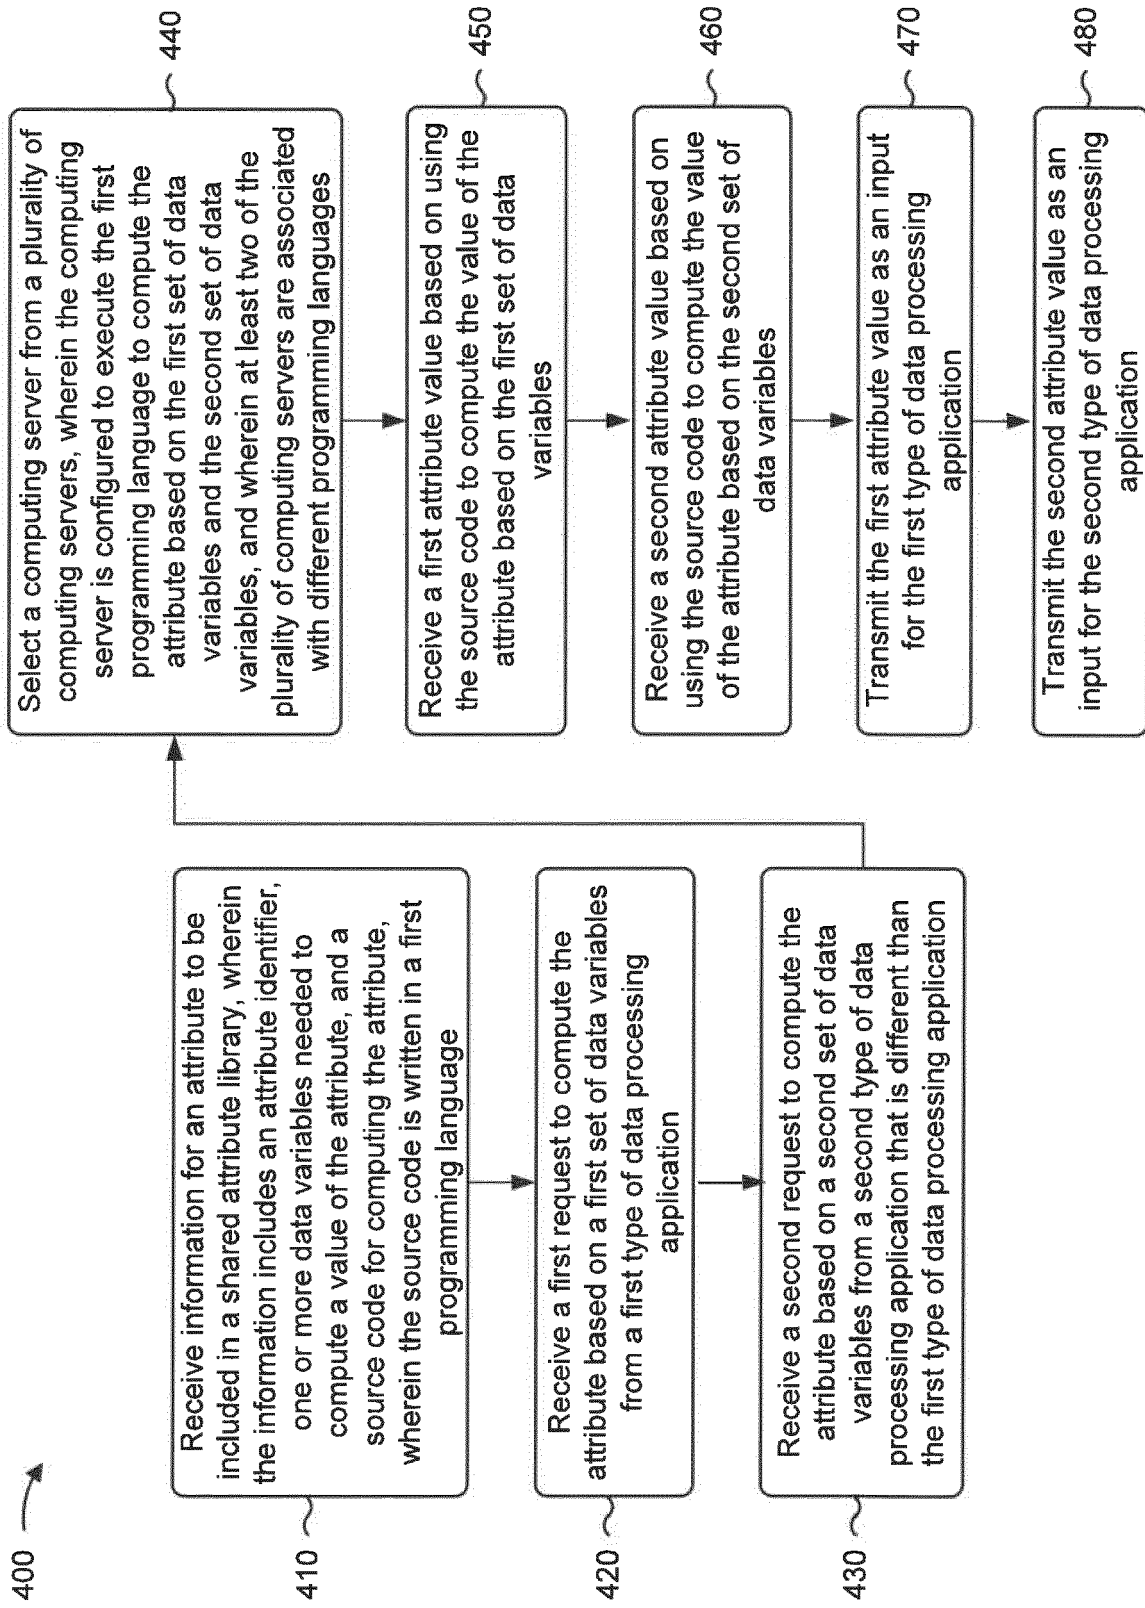 400
410
Receive information for an attribute to be
included in a shared attribute library, wherein
the information includes an attribute identifier,
one or more data variables needed to
compute a value of the attribute, and a
source code for computing the attribute,
wherein the source code is written in a first
programming language
420
Receive a first request to compute the
attribute based on a first set of data variables
from a first type of data processing
application
430
Receive a second request to compute the
attribute based on a second set of data
variables from a second type of data
processing application that is different than
the first type of data processing application
440
Select a computing server from a plurality of
computing servers, wherein the computing
server is configured to execute the first
programming language to compute the
attribute based on the first set of data
variables and the second set of data
variables, and wherein at least two of the
plurality of computing servers are associated
with different programming languages
450
Receive a first attribute value based on using
the source code to compute the value of the
attribute based on the first set of data
variables
460
Receive a second attribute value based on
using the source code to compute the value
of the attribute based on the second set of
data variables
470
Transmit the first attribute value as an input
for the first type of data processing
application
480
Transmit the second attribute value as an
input for the second type of data processing
application